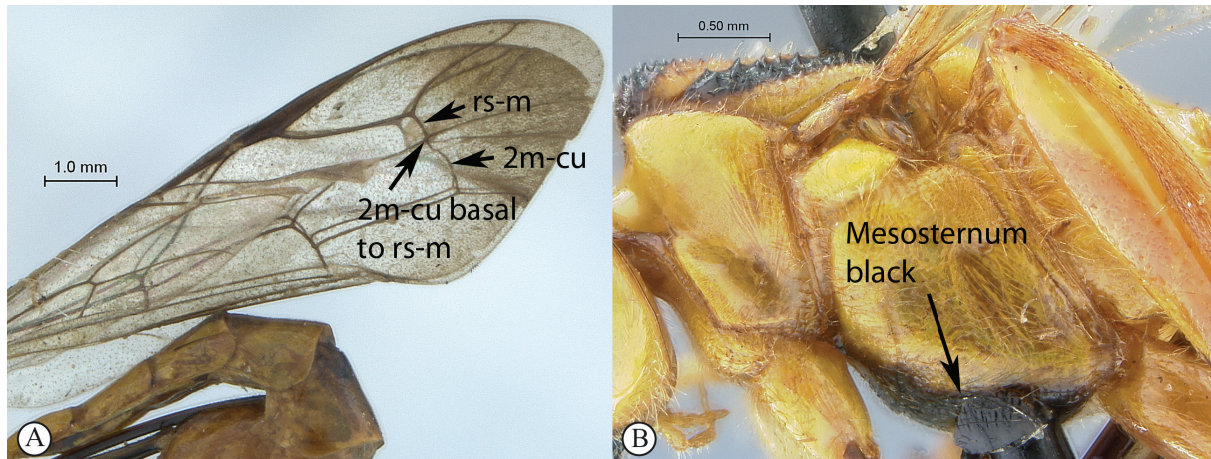 rs-m
1.0 mm
2m-cu
2m-cu basal
to rs-m
A
0.50 mm
Mesosternum
black
B